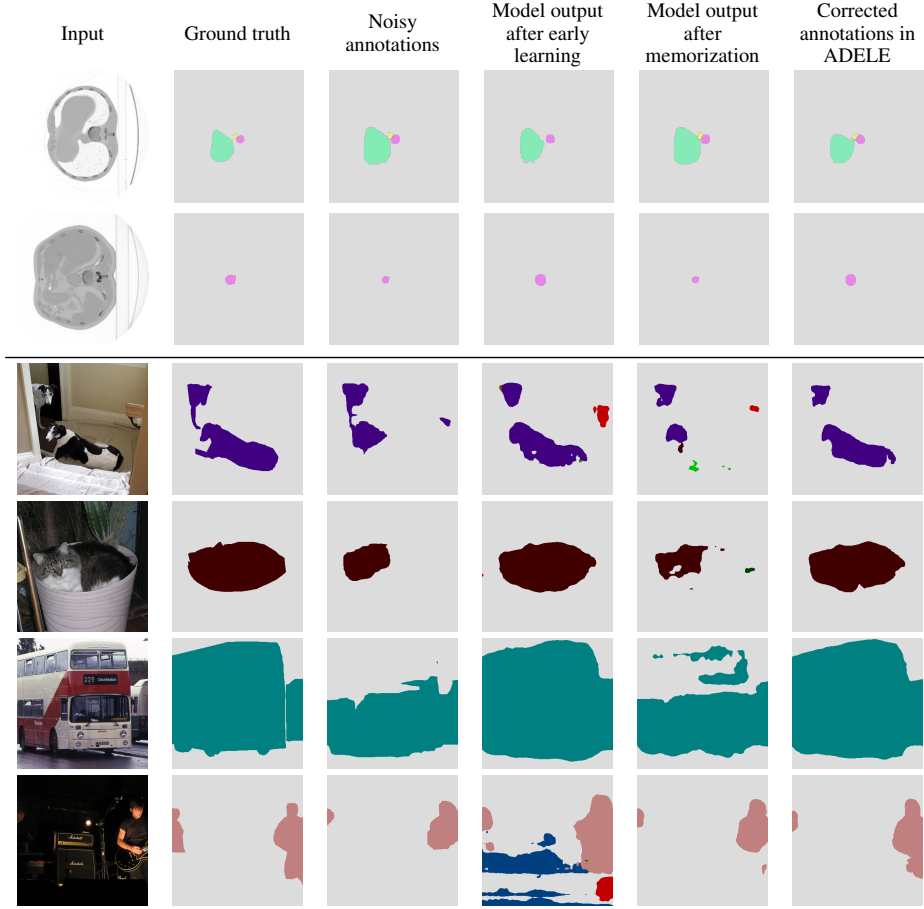 Input
Ground truth
Noisy
annotations
Model output
after early
learning
Model output
after
memorization
Corrected
annotations in
ADELE